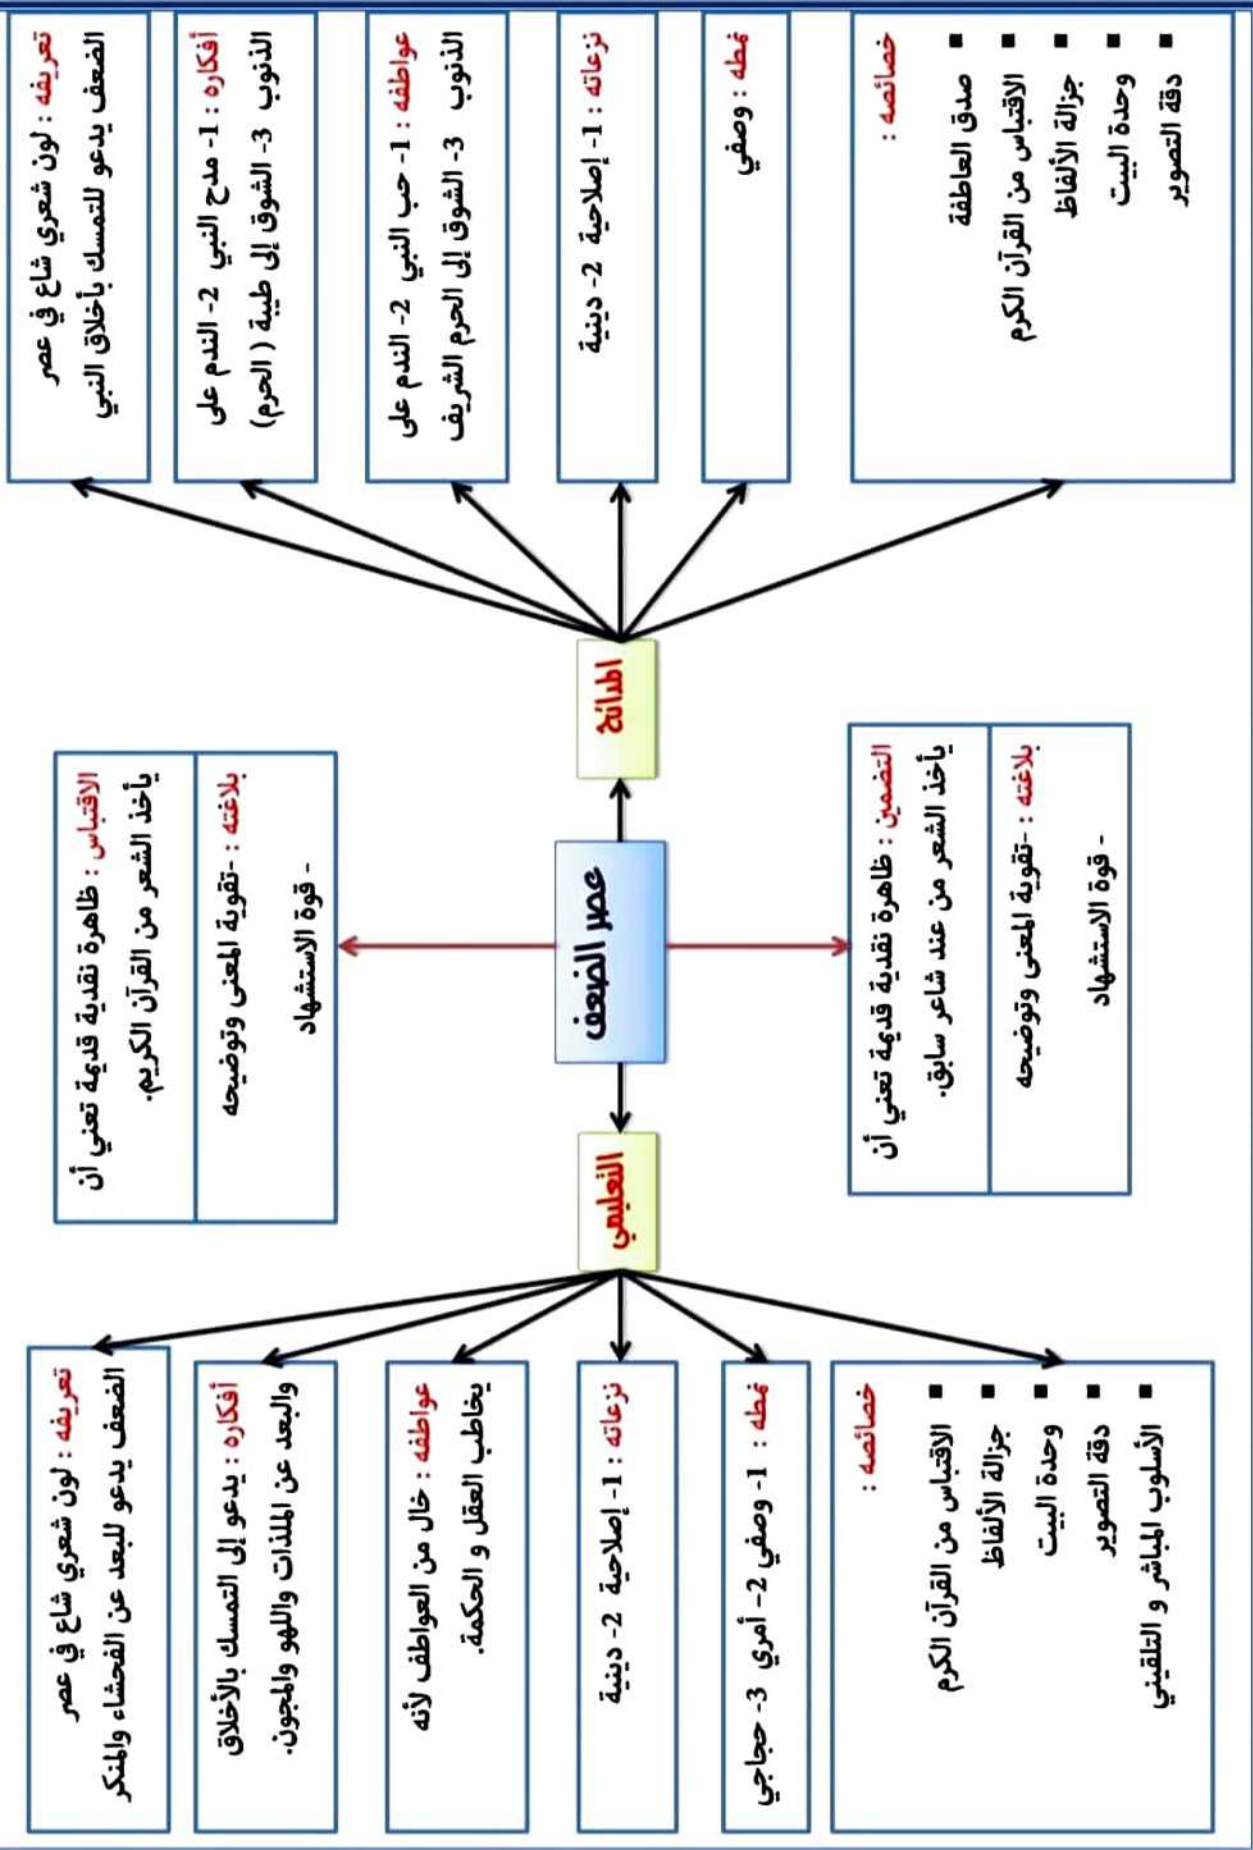 عصر الضعف
المدائح
تعريفه : لون شعري شاع في عصر
الضعف يدعو للتمسك بأخلاق النبي
أفكاره : 1- مدح النبي 2- الندم على
الذنوب 3- الشوق إلى طيبة ( الحرم)
عواطفه : 1- حب النبي 2- الندم على
الذنوب 3- الشوق إلى الحرم الشريف
نزعاته : 1- إصلاحية 2- دينية
نمطه : وصفي
خصائصه :
▪ صدق العاطفة
▪ الاقتباس من القرآن الكرم
▪ جزالة الألفاظ
▪ وحدة البيت
▪ دقة التصوير
الاقتباس : ظاهرة نقدية قديمة تعني أن
يأخذ الشعر من القرآن الكريم.
بلاغته : -تقوية المعنى وتوضيحه
- قوة الاستشهاد
التضمين : ظاهرة نقدية قديمة تعني أن
يأخذ الشعر من عند شاعر سابق.
بلاغته : -تقوية المعنى وتوضيحه
- قوة الاستشهاد
التعليمي
تعريفه : لون شعري شاع في عصر
الضعف يدعو للبعد عن الفحشاء والمنكر
أفكاره : يدعو إلى التمسك بالأخلاق
والبعد عن الملذات واللهو والمجون.
عواطفه : خال من العواطف لأنه
يخاطب العقل و الحكمة.
نزعاته : 1- إصلاحية 2- دينية
نمطه : 1- وصفي 2- أمري 3- حجاجي
خصائصه :
▪ الاقتباس من القرآن الكرم
▪ جزالة الألفاظ
▪ وحدة البيت
▪ دقة التصوير
▪ الأسلوب المباشر و التلقيني